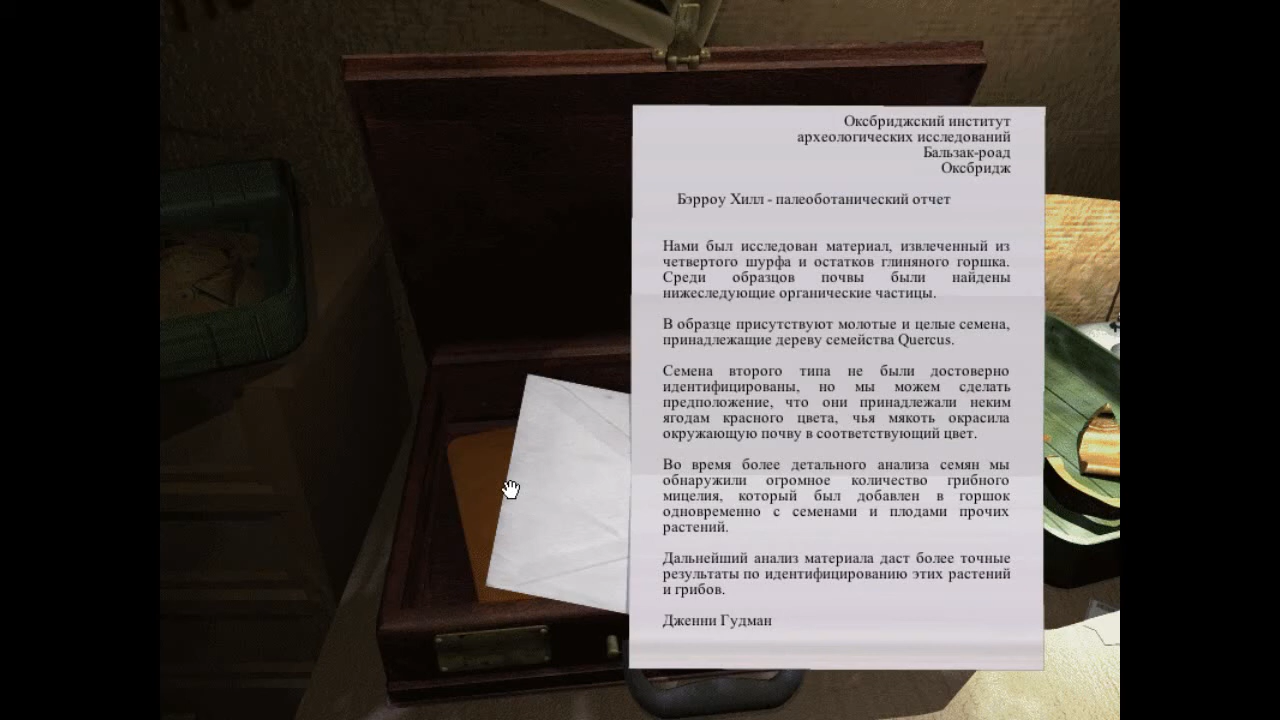 Оксбриджский институт
археологических исследований
Бальзак-роад
Оксбридж
Бэрроу Хилл - палеоботанический отчет
Нами был исследован материал, извлеченный из
четвертого шурфа и остатков глиняного горшка.
Среди образцов почвы были найдены
нижеследующие органические частицы.
В образце присутствуют молотые и целые семена,
принадлежащие дереву семейства Quercus.
Семена второго типа не были достоверно
идентифицированы, но мы можем сделать
предположение, что они принадлежали неким
ягодам красного цвета, чья мякоть окрасила
окружающую почву в соответствующий цвет.
Во время более детального анализа семян мы
обнаружили огромное количество грибного
мицелия, который был добавлен в горшок
одновременно с семенами и плодами прочих
растений.
Дальнейший анализ материала даст более точные
результаты по идентифицированию этих растений
и грибов.
Дженни Гудман